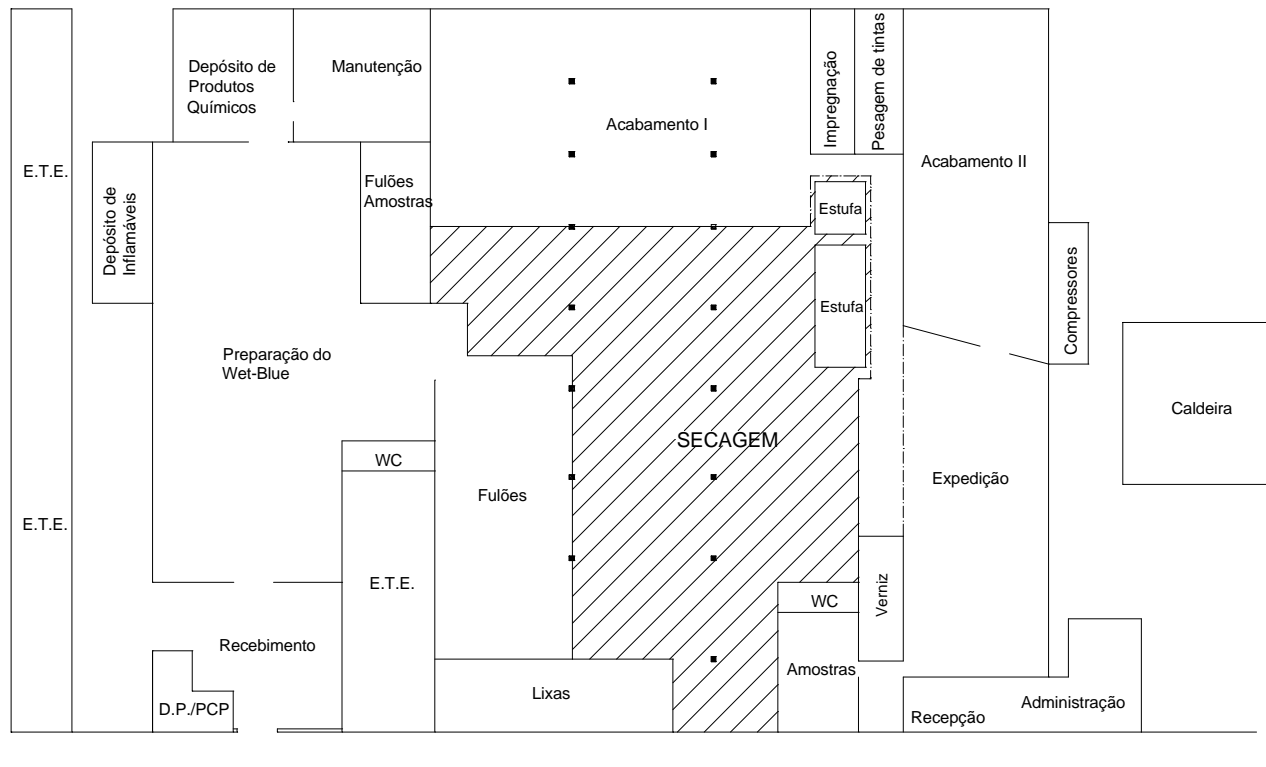 Depósito de
Produtos
Químicos
Manutenção
Acabamento I
Impregnação
Pesagem de tintas
Acabamento II
E.T.E.
Depósito de
Inflamáveis
Fulões
Amostras
Estufa
Estufa
Compressores
Preparação do
Wet-Blue
Caldeira
SECAGEM
WC
Expedição
Fulões
E.T.E.
E.T.E.
WC
Verniz
Recebimento
Amostras
Lixas
D.P./PCP
Administração
Recepção